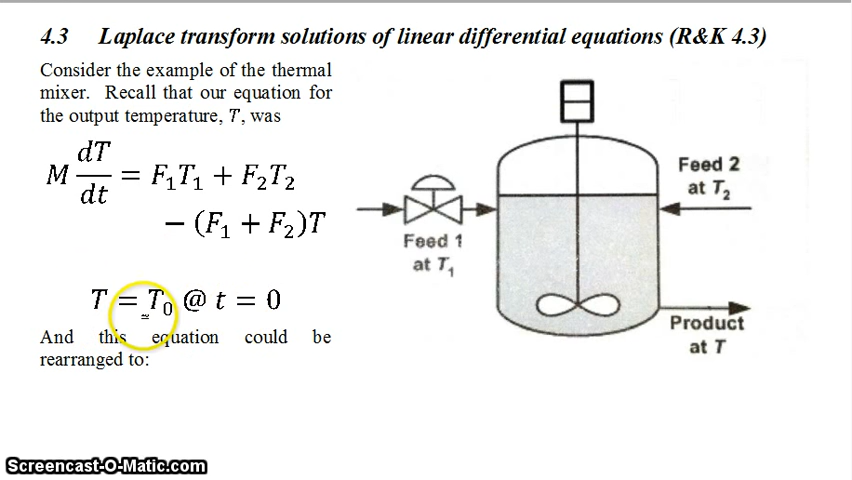 4.3 Laplace transform solutions of linear differential equations (R&K 4.3)
Consider the example of the thermal
mixer. Recall that our equation for
the output temperature, T, was
M dT/dt = F₁T₁ + F₂T₂
− (F₁ + F₂)T
T = T₀ @ t = 0
And this equation could be
rearranged to:
Feed 1
at T₁
Feed 2
at T₂
Product
at T
Screencast-O-Matic.com